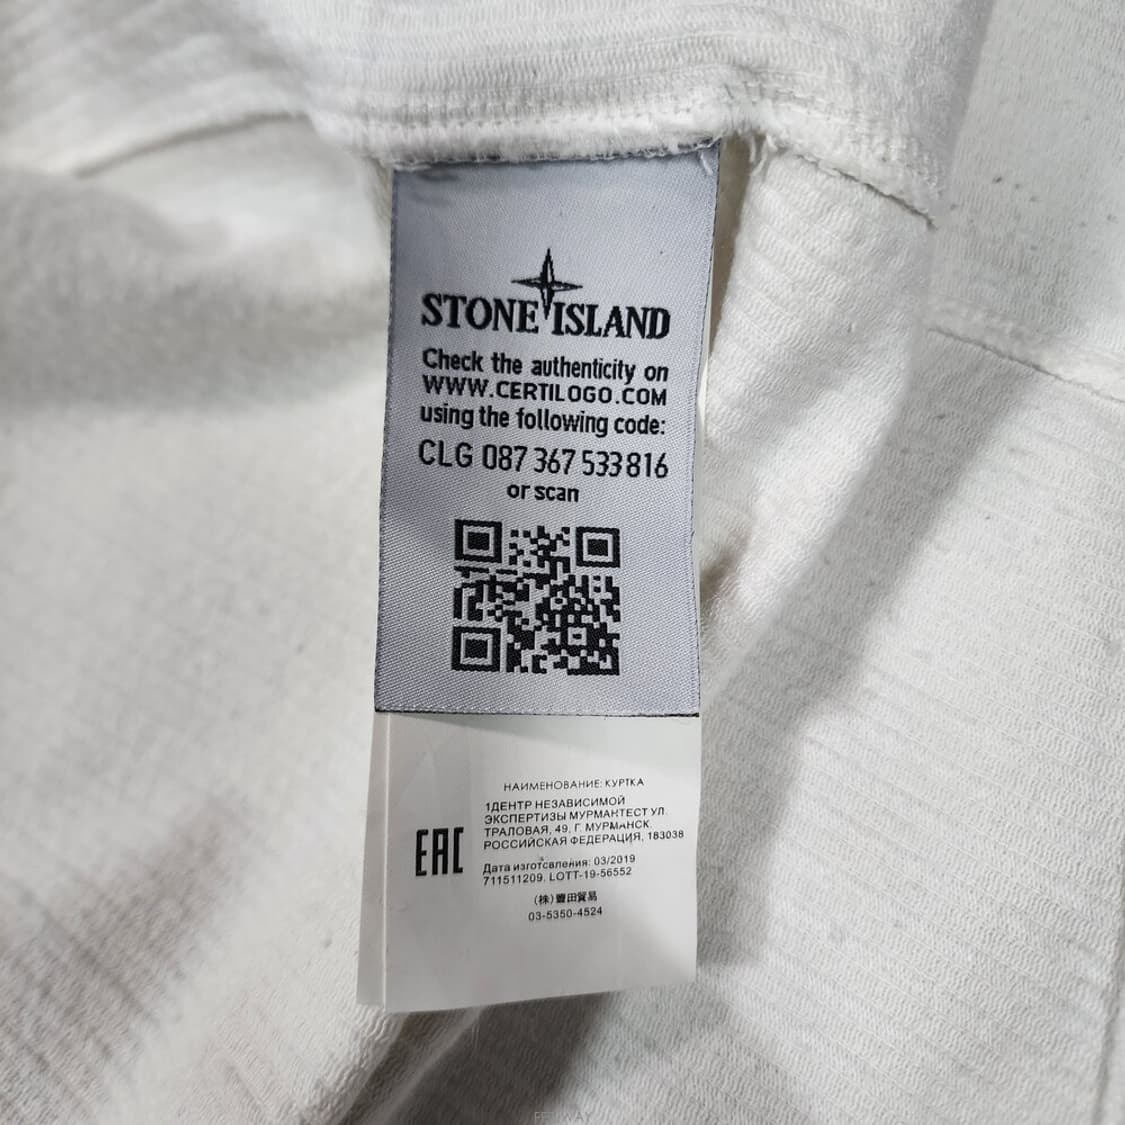 STONE ISLAND
Check the authenticity on
WWW.CERTILOGO.COM
using the following code:
CLG 087 367 533 816
or scan
НАИМЕНОВАНИЕ: КУРТКА
1ДЕНТР НЕЗАВИСИМОЙ
ЭКСПЕРТИЗЫ МУРМАНТЕСТ УЛ.
ТРАЛОВАЯ, 49, Г. МУРМАНСК.
РОССИЙСКАЯ ФЕДЕРАЦИЯ, 183038
EAC
Дата изготовления: 03/2019
711511209. LOTT-19-56552
(株)豊田貿易
03-5350-4524